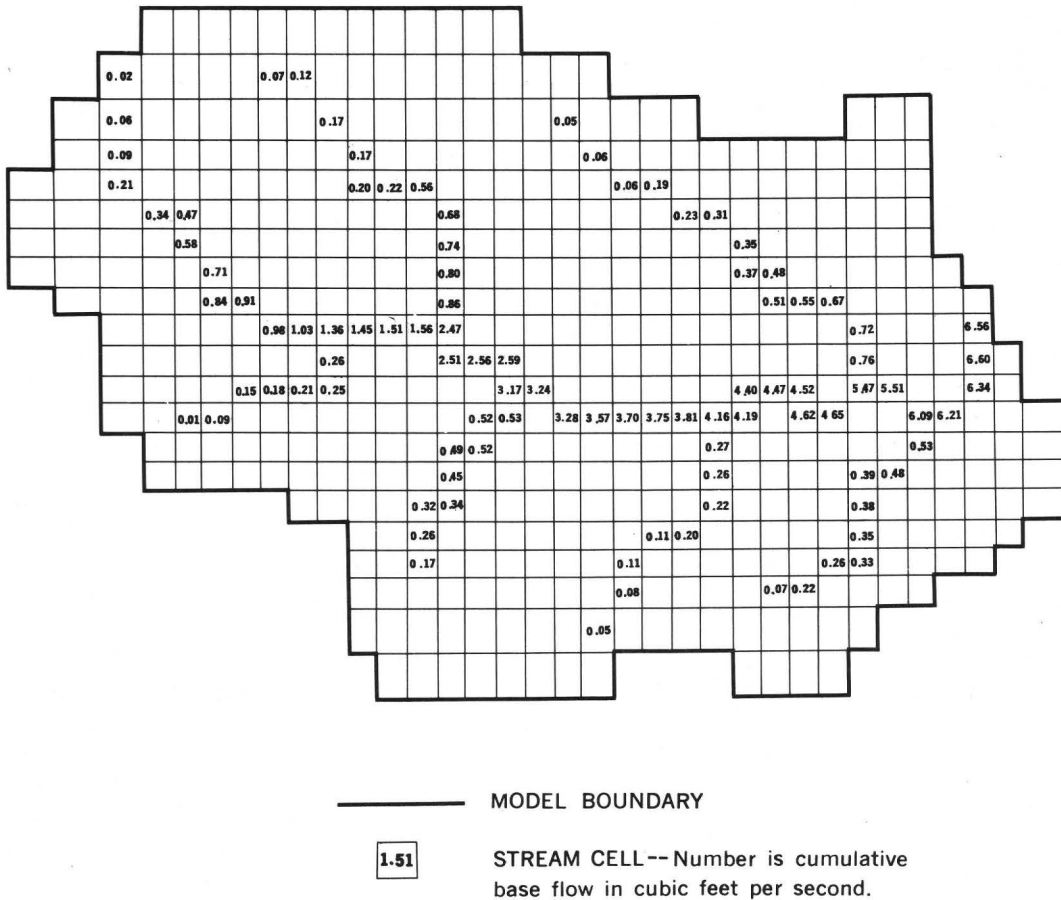 0.02 0.07 0.12
0.06 0.17 0.05
0.09 0.17 0.06
0.21 0.20 0.22 0.56 0.06 0.19
0.34 0.47 0.68 0.23 0.31
0.58 0.74 0.35
0.71 0.80 0.37 0.48
0.84 0.91 0.86 0.51 0.55 0.67
0.98 1.03 1.36 1.45 1.51 1.56 2.47 0.72 6.56
0.26 2.51 2.56 2.59 0.76 6.60
0.15 0.18 0.21 0.25 3.17 3.24 4.40 4.47 4.52 5.47 5.51 6.34
0.01 0.09 0.52 0.53 3.28 3.57 3.70 3.75 3.81 4.16 4.19 4.62 4 65 6.09 6.21
0.49 0.52 0.27 0.53
0.45 0.26 0.39 0.48
0.32 0.34 0.22 0.38
0.26 0.11 0.20 0.35
0.17 0.11 0.26 0.33
0.08 0.07 0.22
0.05
MODEL BOUNDARY
1.51 STREAM CELL--Number is cumulative
base flow in cubic feet per second.